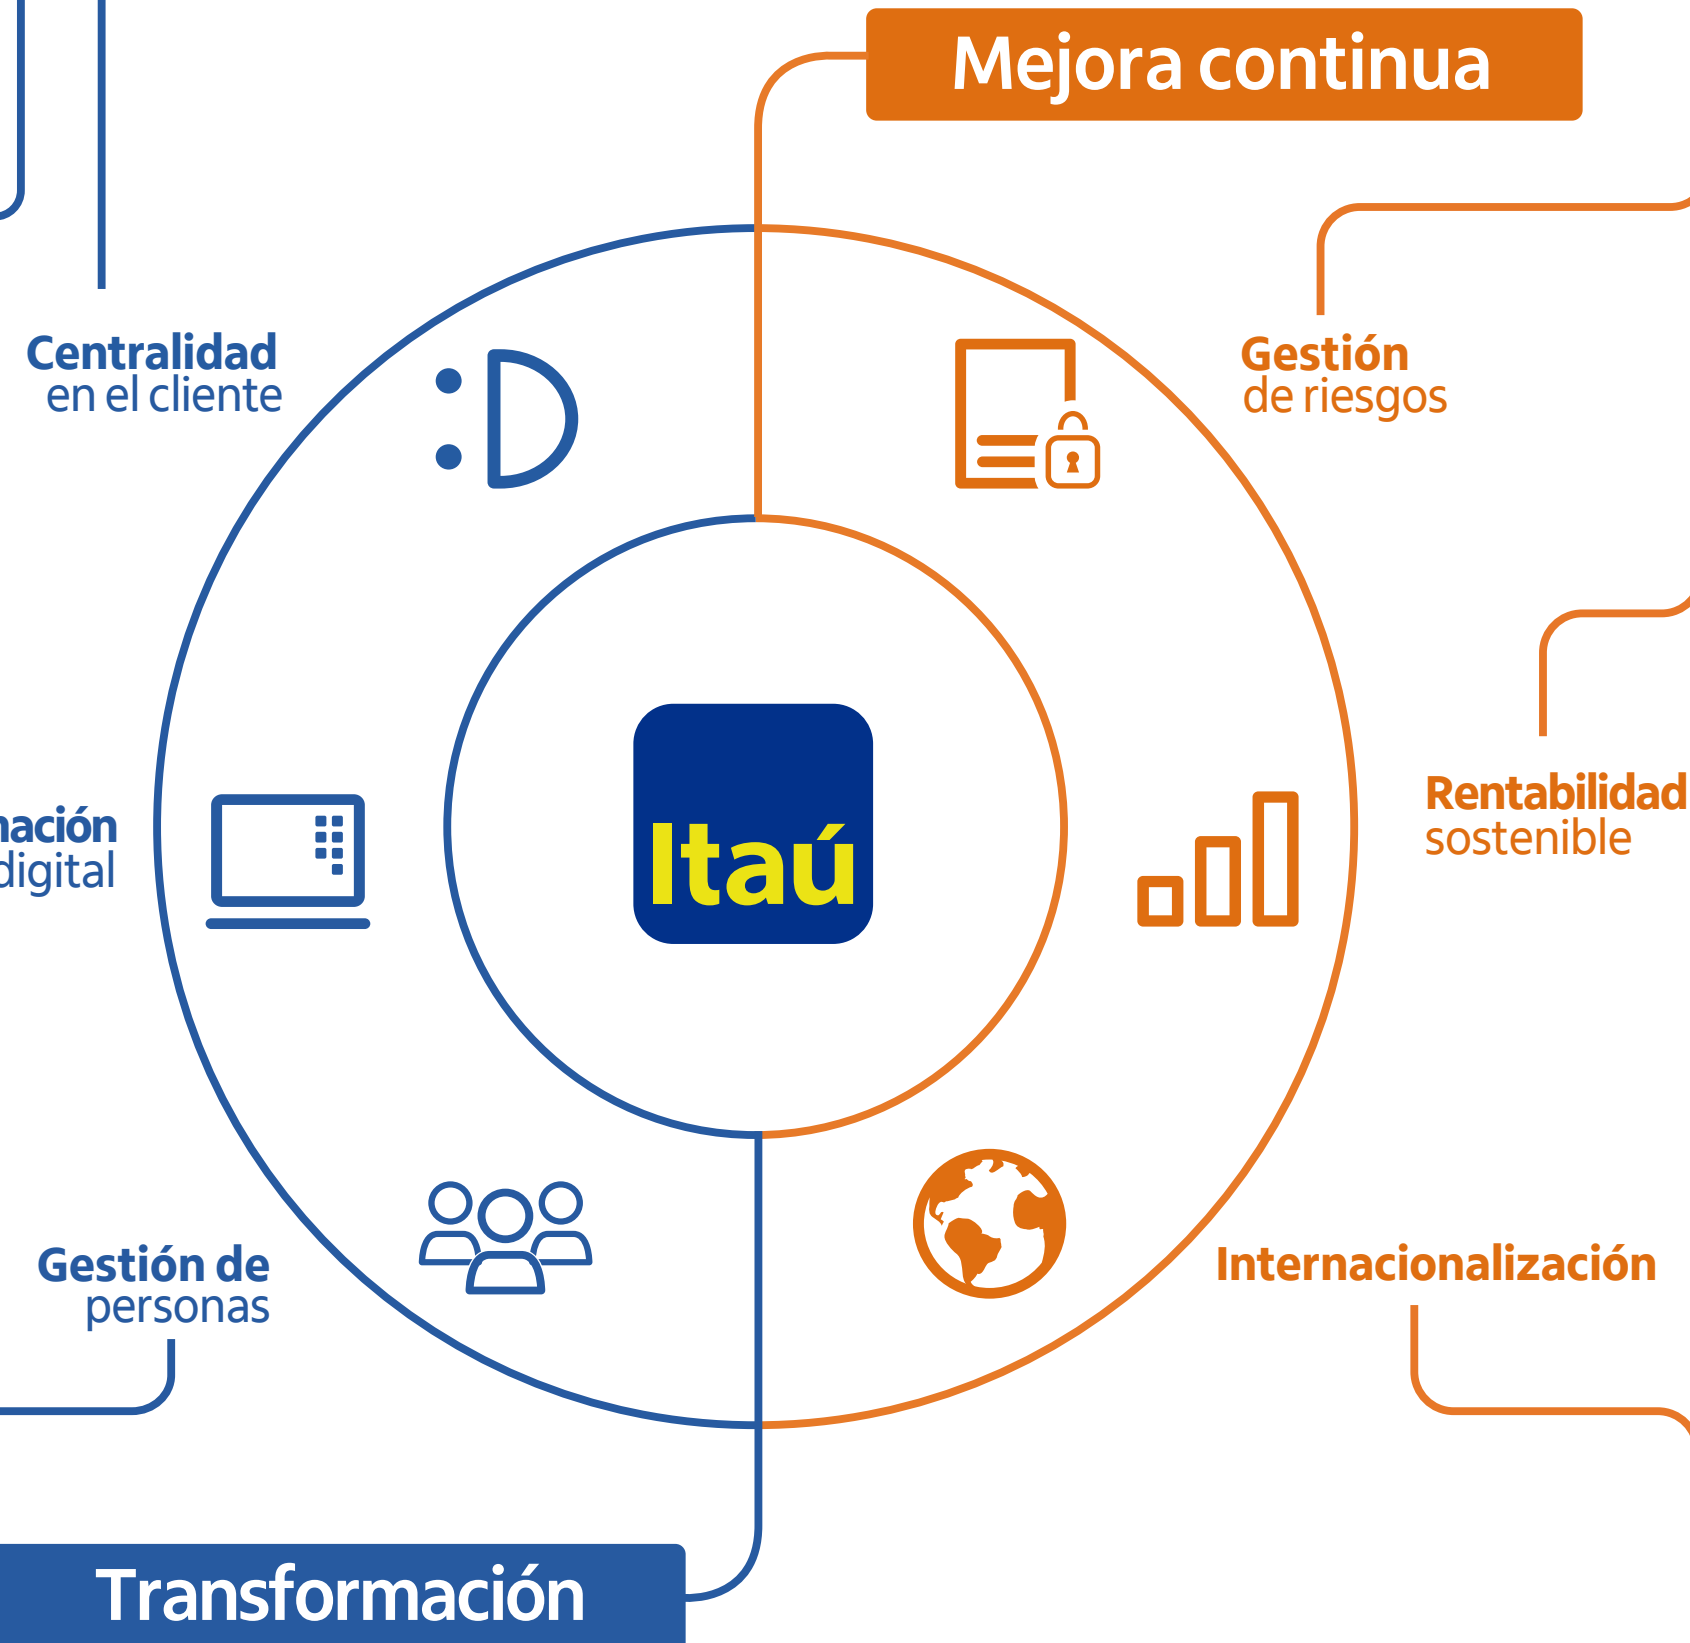 Mejora continua
Centralidad
en el cliente
Gestión
de riesgos
Rentabilidad
sostenible
digital
Itaú
Gestión de
personas
Internacionalización
Transformación